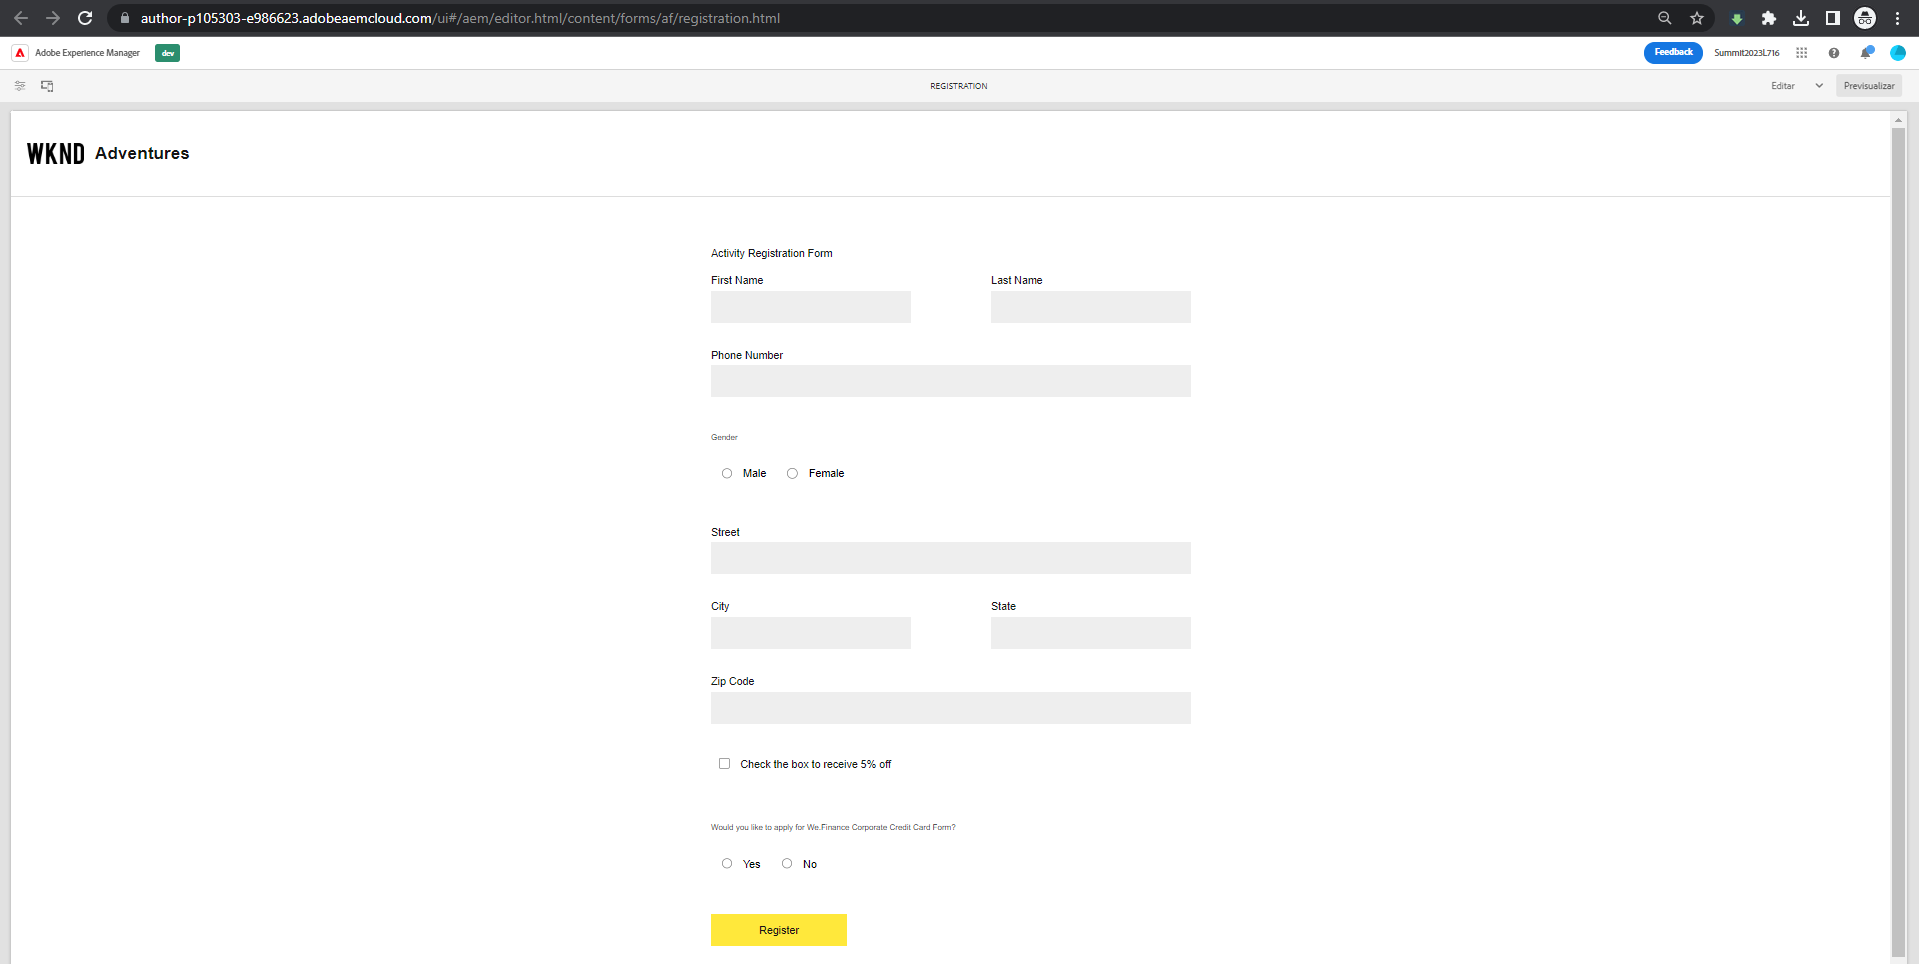 author-p105303-e986623.adobeaemcloud.com/ui#/aem/editor.html/content/forms/af/registration.html
Adobe Experience Manager dev Feedback Summit2023L716
REGISTRATION Editar Previsualizar
WKND Adventures
Activity Registration Form
First Name Last Name
Phone Number
Gender
Male Female
Street
City State
Zip Code
Check the box to receive 5% off
Would you like to apply for We.Finance Corporate Credit Card Form?
Yes No
Register